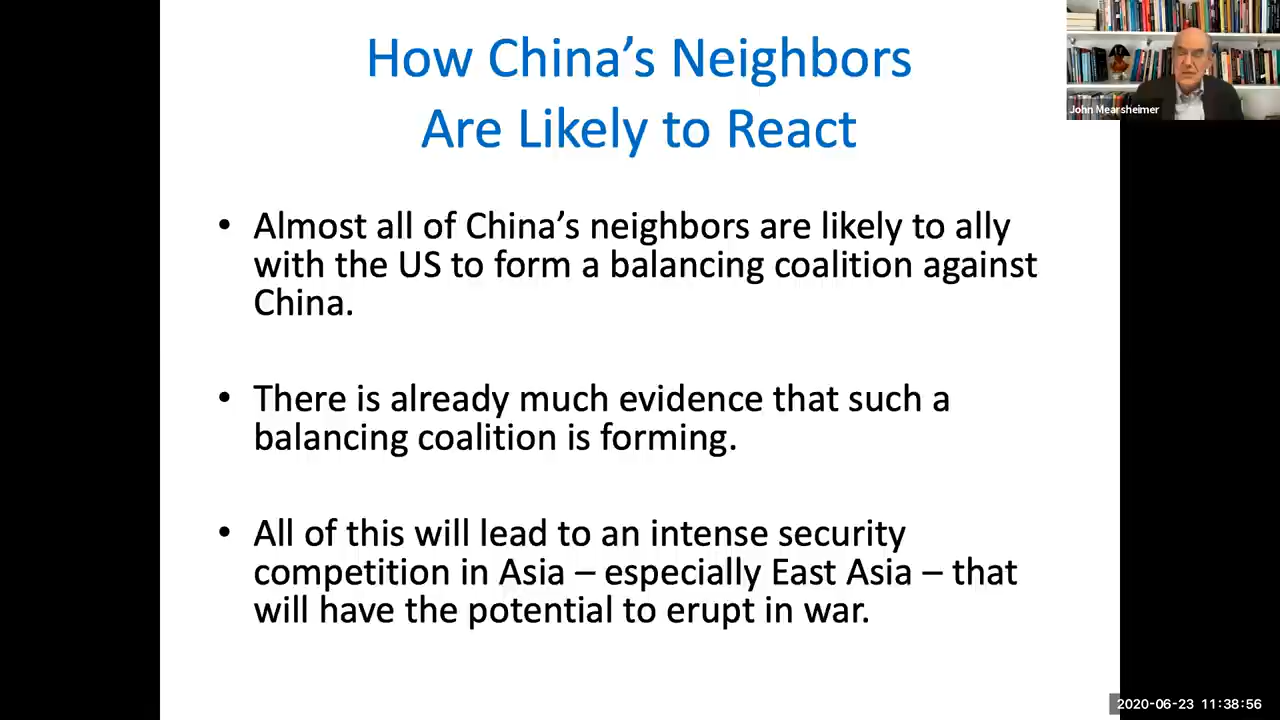 How China’s Neighbors
Are Likely to React
John Mearsheimer
• Almost all of China’s neighbors are likely to ally
with the US to form a balancing coalition against
China.
• There is already much evidence that such a
balancing coalition is forming.
• All of this will lead to an intense security
competition in Asia – especially East Asia – that
will have the potential to erupt in war.
2020-06-23 11:38:56